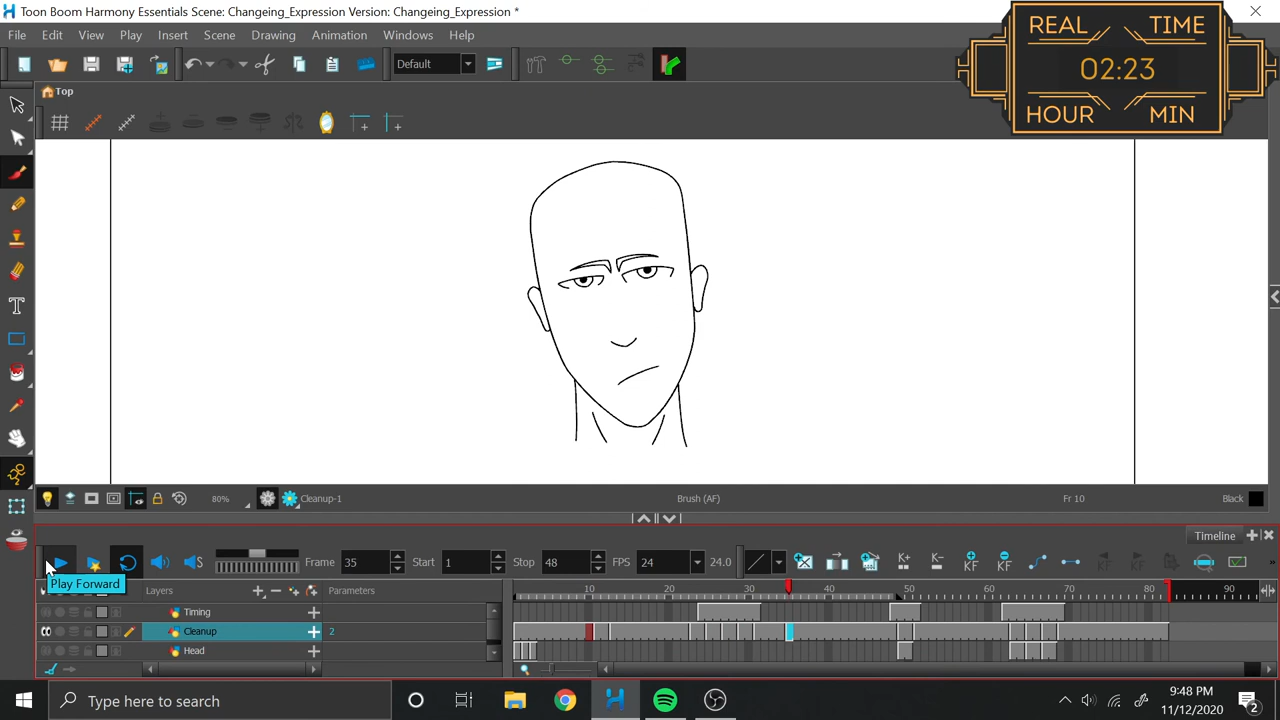 Toon Boom Harmony Essentials Scene: Changeing_Expression Version: Changeing_Expression *
File Edit View Play Insert Scene Drawing Animation Windows Help
REAL TIME
02:23
HOUR MIN
Default
Top
80%
Cleanup-1
Brush (AF)
Fr 10
Black
Timeline
Frame 35 Start 1 Stop 48 FPS 24 24.0
KF KF
Play Forward
Layers Parameters
10 20 30 40 50 60 70 80 90
Timing
Cleanup 2
Head
Type here to search
9:48 PM
11/12/2020
2